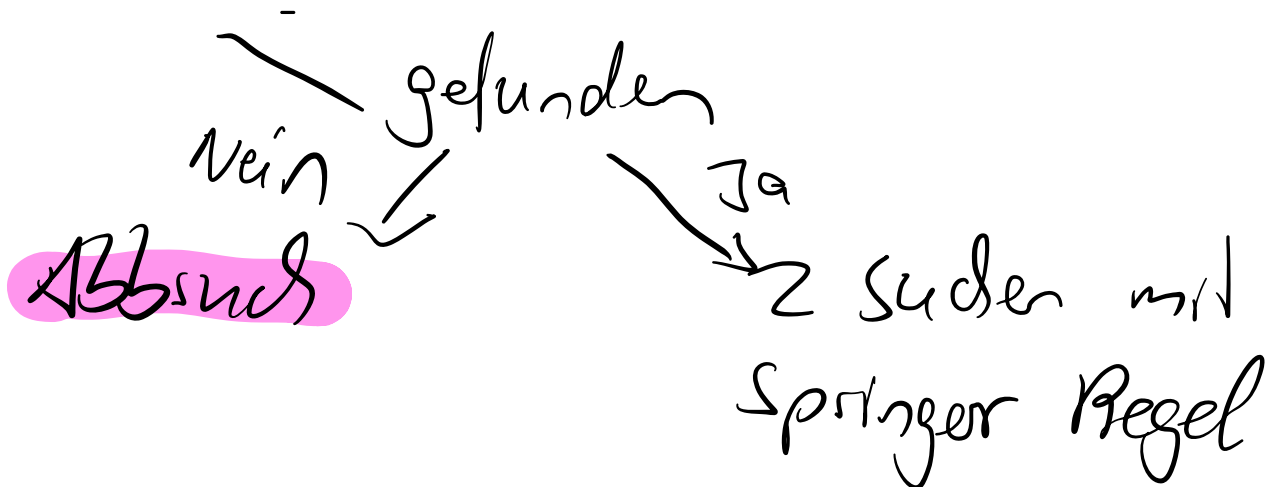 gefunden
Nein
Ja
Abbruch
2 suchen mit
Springer Regel